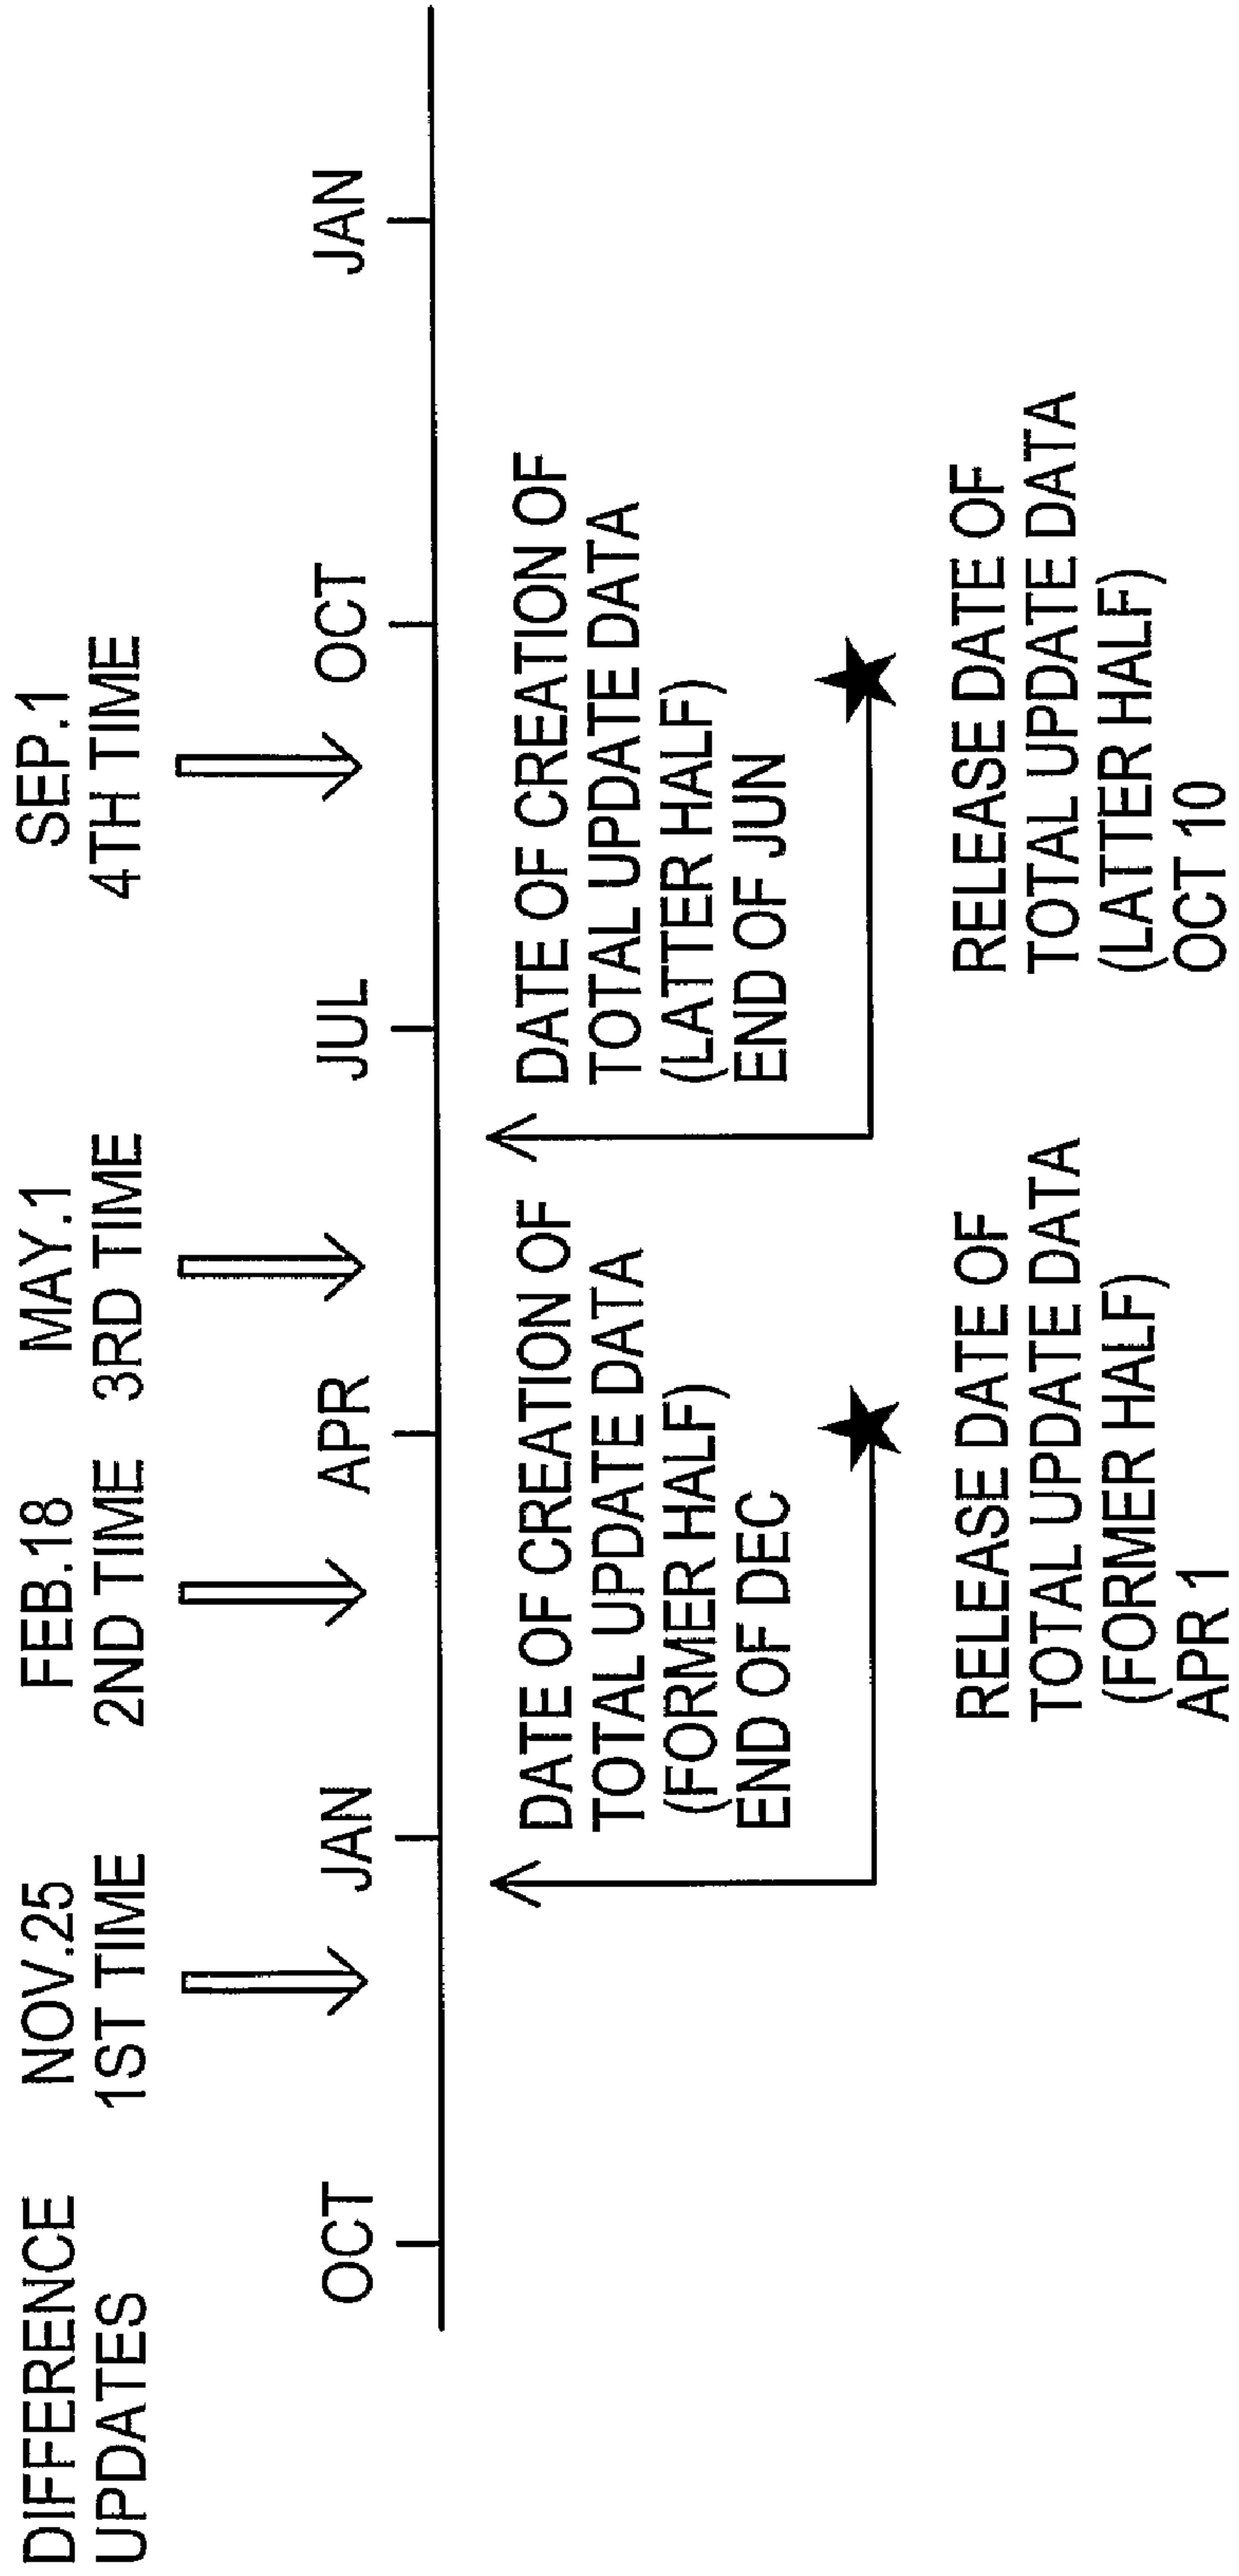 DIFFERENCE
UPDATES
NOV.25
1ST TIME
FEB.18
2ND TIME
MAY.1
3RD TIME
SEP.1
4TH TIME
OCT
JAN
APR
JUL
OCT
JAN
DATE OF CREATION OF
TOTAL UPDATE DATA
(FORMER HALF)
END OF DEC
DATE OF CREATION OF
TOTAL UPDATE DATA
(LATTER HALF)
END OF JUN
RELEASE DATE OF
TOTAL UPDATE DATA
(FORMER HALF)
APR 1
RELEASE DATE OF
TOTAL UPDATE DATA
(LATTER HALF)
OCT 10